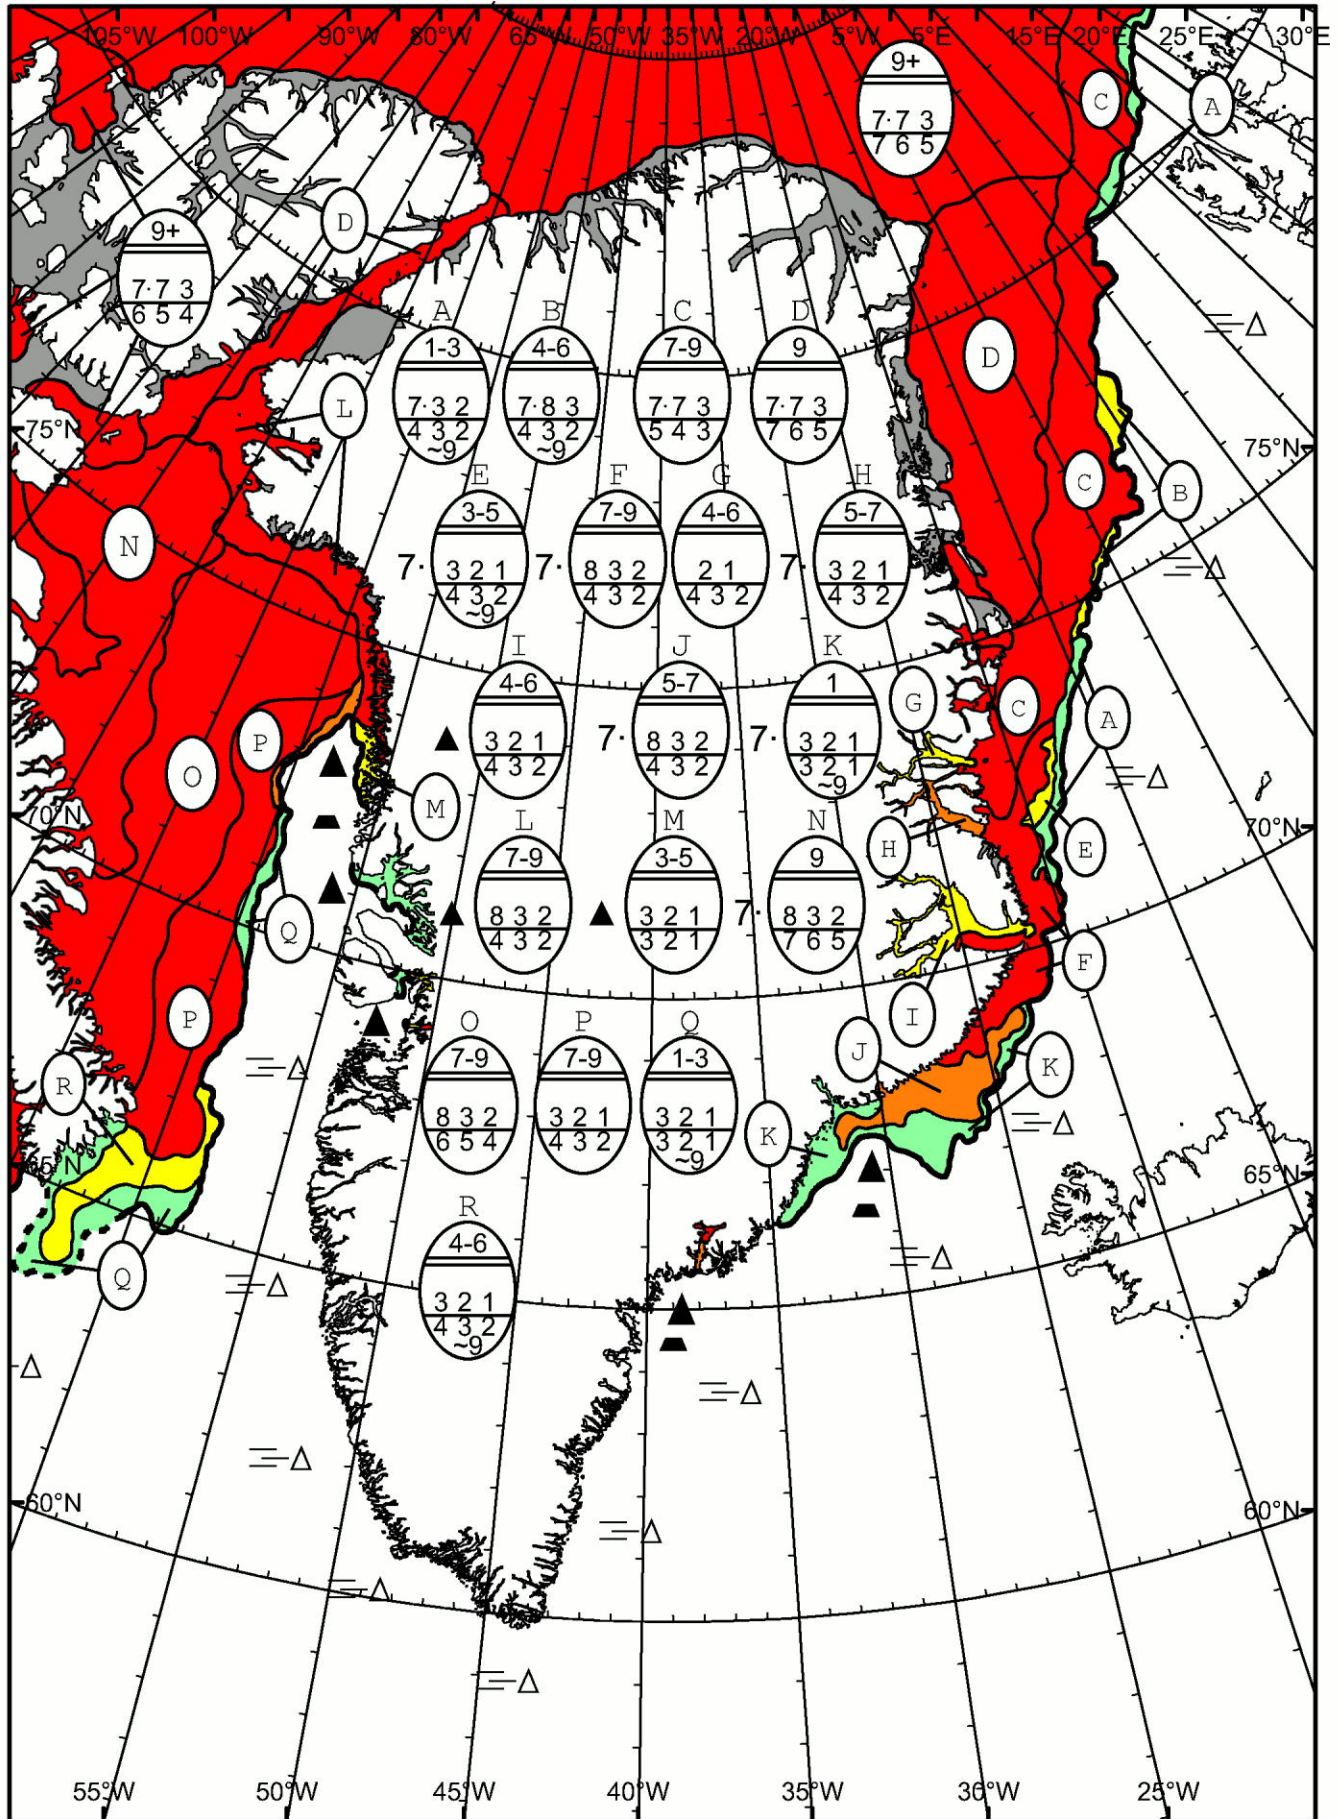 105°W 100°W 90°W 80°W 65°W 50°W 35°W 20°W 5°W 5°E 15°E 20°E 25°E 30°E
9+
7·7 3
7 6 5
C
A
D
9+
7·7 3
6 5 4
A B C D
1-3 4-6 7-9 9
7·3 2 7·8 3 7·7 3 7·7 3
4 3 2 4 3 2 5 4 3 7 6 5
~9 ~9
D
L
75°N
75°N
C
B
E F G H
3-5 7-9 4-6 5-7
7· 3 2 1 7· 8 3 2 2 1 7· 3 2 1
4 3 2 4 3 2 4 3 2 4 3 2
~9
N
I J K
4-6 5-7 1
3 2 1 7· 8 3 2 7· 3 2 1
4 3 2 4 3 2 3 2 1
~9
G
C
A
P
O
M
70°N
70°N
H
E
L M N
7-9 3-5 9
8 3 2 3 2 1 7· 8 3 2
4 3 2 3 2 1 7 6 5
Q
F
I
P
O P Q
7-9 7-9 1-3
8 3 2 3 2 1 3 2 1
6 5 4 4 3 2 3 2 1
~9
J
K
R
K
65°N
65°N
R
4-6
3 2 1
4 3 2
~9
Q
60°N
60°N
55°W 50°W 45°W 40°W 35°W 30°W 25°W